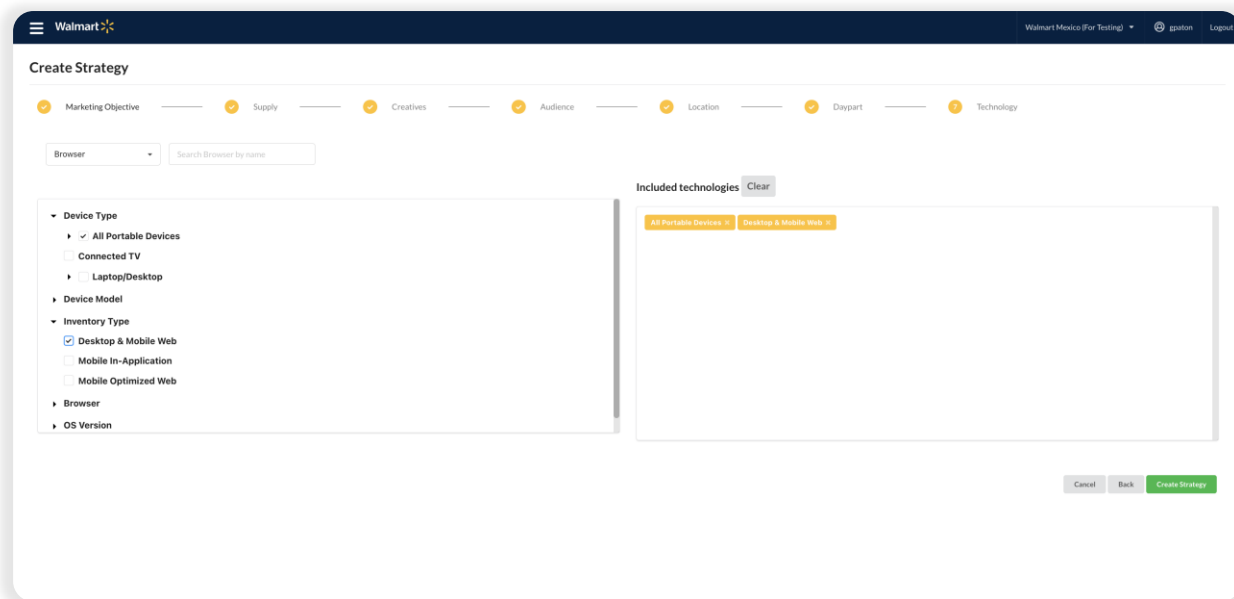 Walmart Walmart Mexico (For Testing) gpaton Logout
Create Strategy
Marketing Objective Supply Creatives Audience Location Daypart 7 Technology
Browser Search Browser by name
Included technologies Clear
Device Type
All Portable Devices
Connected TV
Laptop/Desktop
Device Model
Inventory Type
Desktop & Mobile Web
Mobile In-Application
Mobile Optimized Web
Browser
OS Version
All Portable Devices × Desktop & Mobile Web ×
Cancel Back Create Strategy